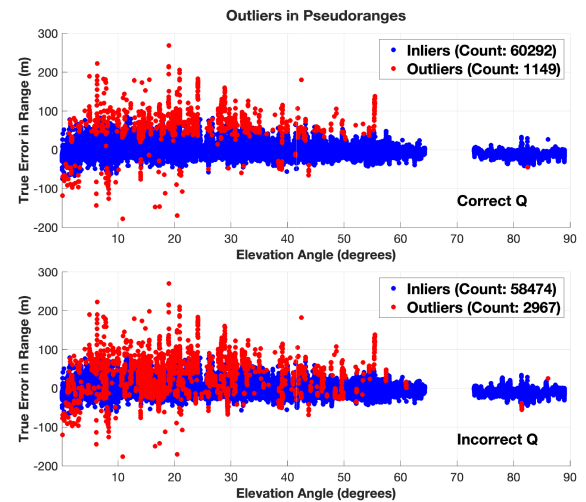 Outliers in Pseudoranges
300
200
100
0
-100
-200
True Error in Range (m)
Inliers (Count: 60292)
Outliers (Count: 1149)
Correct Q
10 20 30 40 50 60 70 80 90
Elevation Angle (degrees)
300
200
100
0
-100
-200
True Error in Range (m)
Inliers (Count: 58474)
Outliers (Count: 2967)
Incorrect Q
10 20 30 40 50 60 70 80 90
Elevation Angle (degrees)